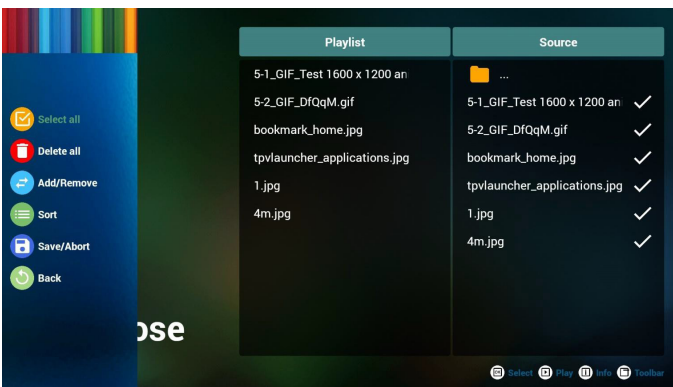 Select all
Delete all
Add/Remove
Sort
Save/Abort
Back
ose
Playlist
5-1_GIF_Test 1600 x 1200 an
5-2_GIF_DfQqM.gif
bookmark_home.jpg
tpvlauncher_applications.jpg
1.jpg
4m.jpg
Source
...
5-1_GIF_Test 1600 x 1200 an
5-2_GIF_DfQqM.gif
bookmark_home.jpg
tpvlauncher_applications.jpg
1.jpg
4m.jpg
Select Play Info Toolbar